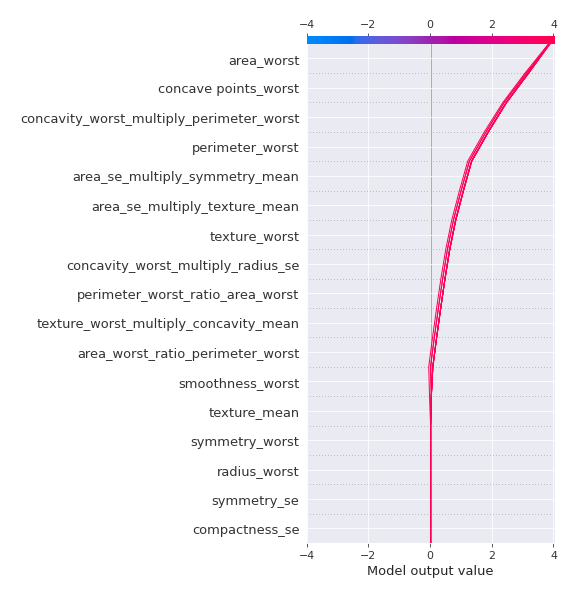 −4 −2 0 2 4
area_worst
concave points_worst
concavity_worst_multiply_perimeter_worst
perimeter_worst
area_se_multiply_symmetry_mean
area_se_multiply_texture_mean
texture_worst
concavity_worst_multiply_radius_se
perimeter_worst_ratio_area_worst
texture_worst_multiply_concavity_mean
area_worst_ratio_perimeter_worst
smoothness_worst
texture_mean
symmetry_worst
radius_worst
symmetry_se
compactness_se
−4 −2 0 2 4
Model output value